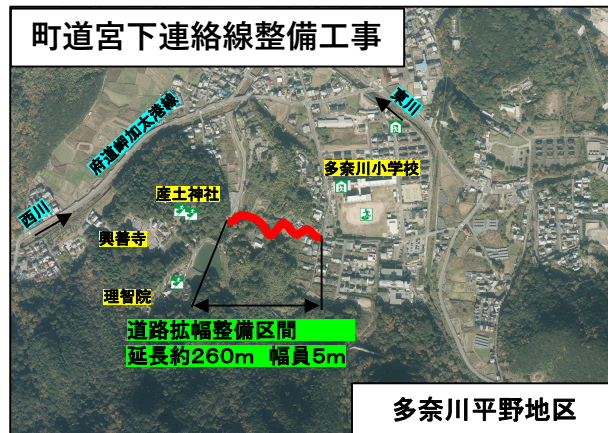 町道宮下連絡線整備工事
東川
府道岬加太港線
多奈川小学校
産土神社
西川
興善寺
理智院
道路拡幅整備区間
延長約260m 幅員5m
多奈川平野地区